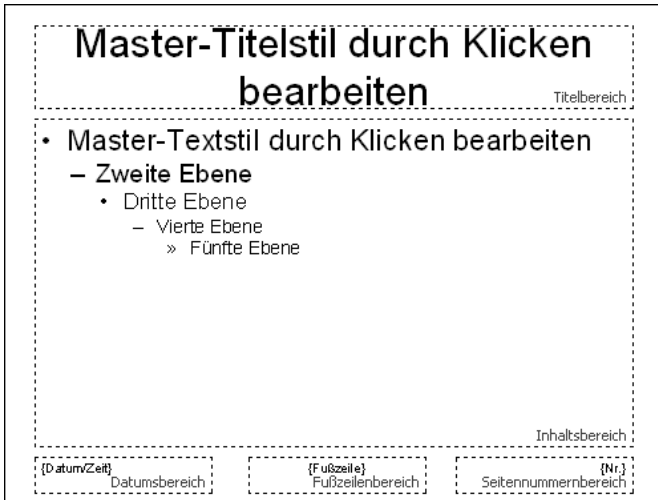 Master-Titelstil durch Klicken
bearbeiten
Titelbereich
• Master-Textstil durch Klicken bearbeiten
– Zweite Ebene
• Dritte Ebene
– Vierte Ebene
» Fünfte Ebene
Inhaltsbereich
{Datum/Zeit}
Datumsbereich
{Fußzeile}
Fußzeilenbereich
{Nr.}
Seitennummernbereich